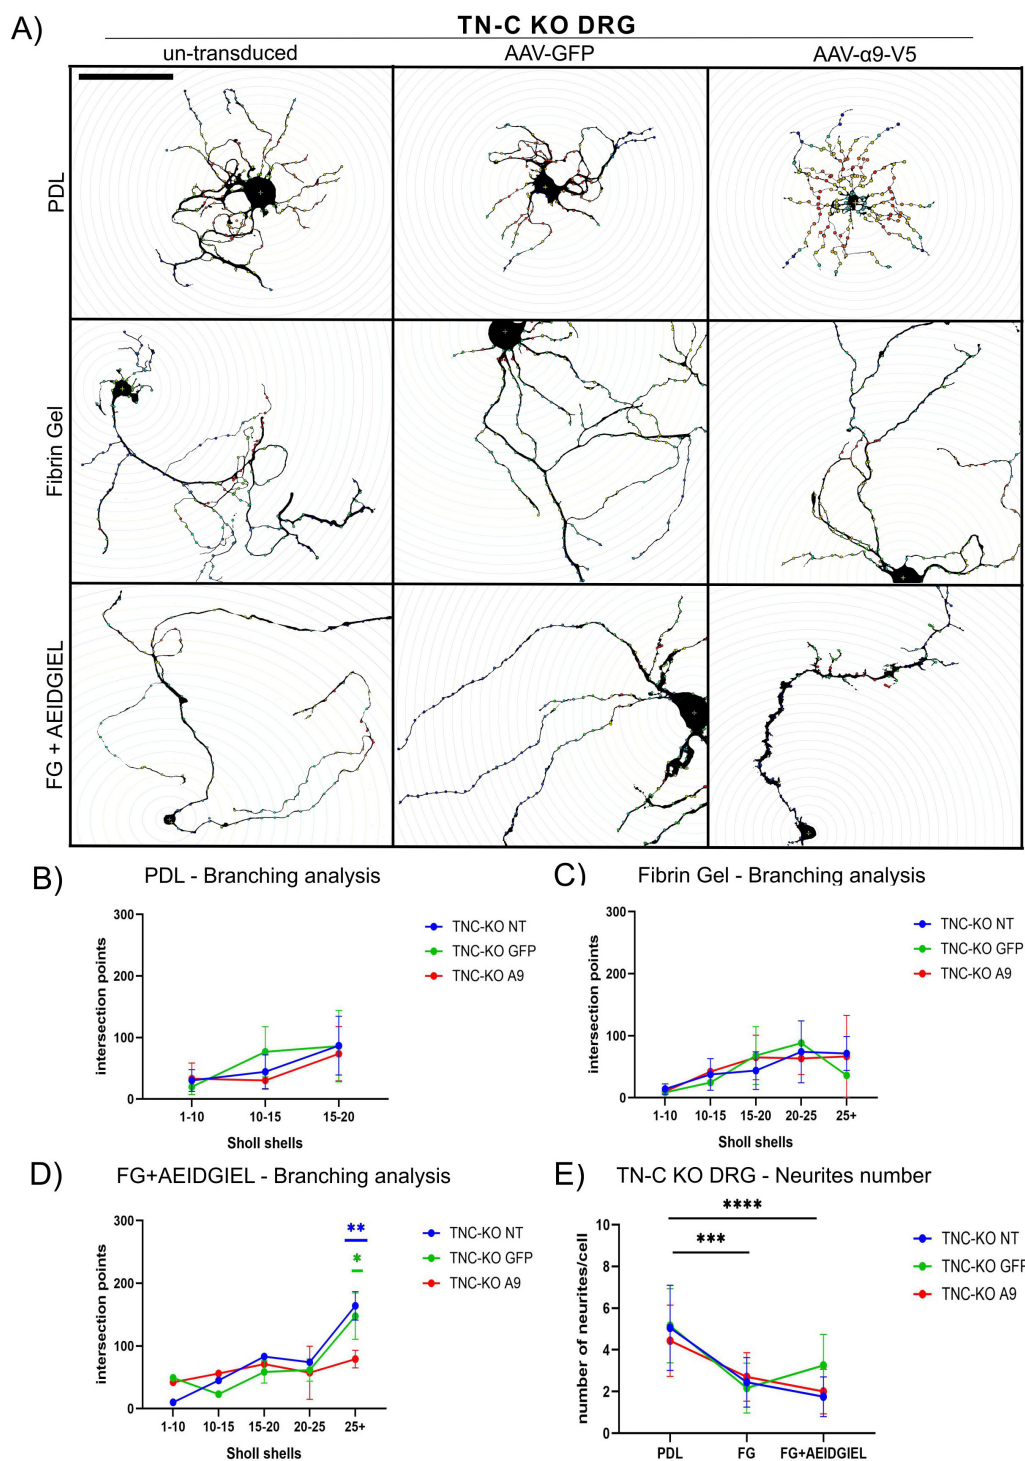 A)
TN-C KO DRG
un-transduced
AAV-GFP
AAV-α9-V5
PDL
Fibrin Gel
FG + AEIDGIEL
B)
PDL - Branching analysis
300
200
100
0
intersection points
1-10
10-15
15-20
Sholl shells
TNC-KO NT
TNC-KO GFP
TNC-KO A9
C)
Fibrin Gel - Branching analysis
300
200
100
0
intersection points
1-10
10-15
15-20
20-25
25+
Sholl shells
TNC-KO NT
TNC-KO GFP
TNC-KO A9
D)
FG+AEIDGIEL - Branching analysis
300
200
100
0
intersection points
**
*
1-10
10-15
15-20
20-25
25+
Sholl shells
TNC-KO NT
TNC-KO GFP
TNC-KO A9
E)
TN-C KO DRG - Neurites number
****
***
10
8
6
4
2
0
number of neurites/cell
PDL
FG
FG+AEIDGIEL
TNC-KO NT
TNC-KO GFP
TNC-KO A9